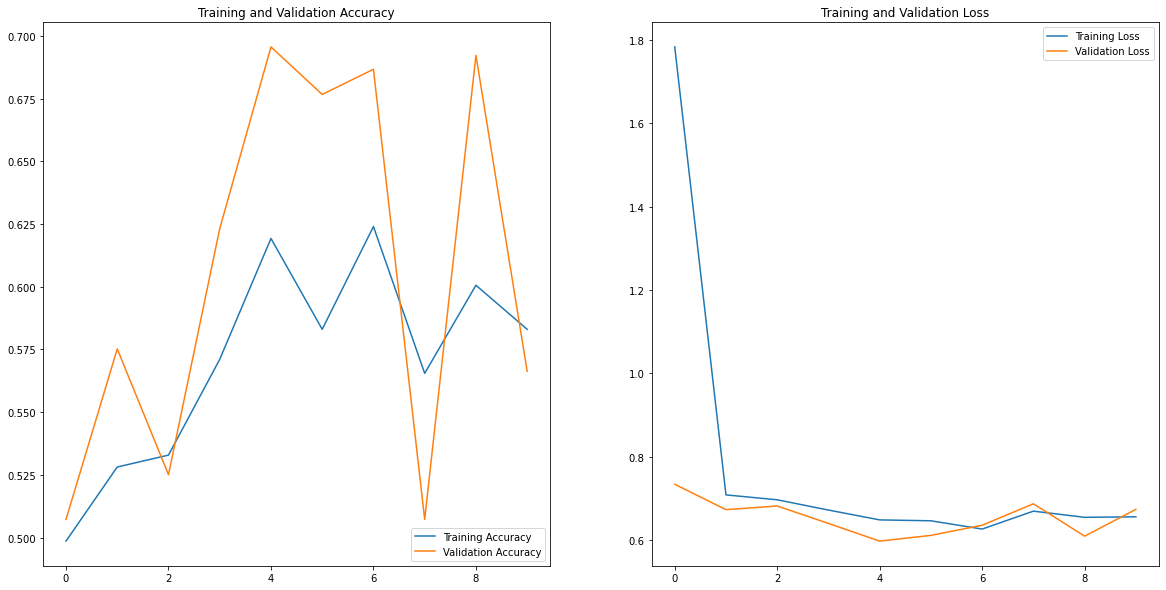 Training and Validation Accuracy
0.700
0.675
0.650
0.625
0.600
0.575
0.550
0.525
0.500
0 2 4 6 8
Training Accuracy
Validation Accuracy
Training and Validation Loss
1.8
1.6
1.4
1.2
1.0
0.8
0.6
0 2 4 6 8
Training Loss
Validation Loss